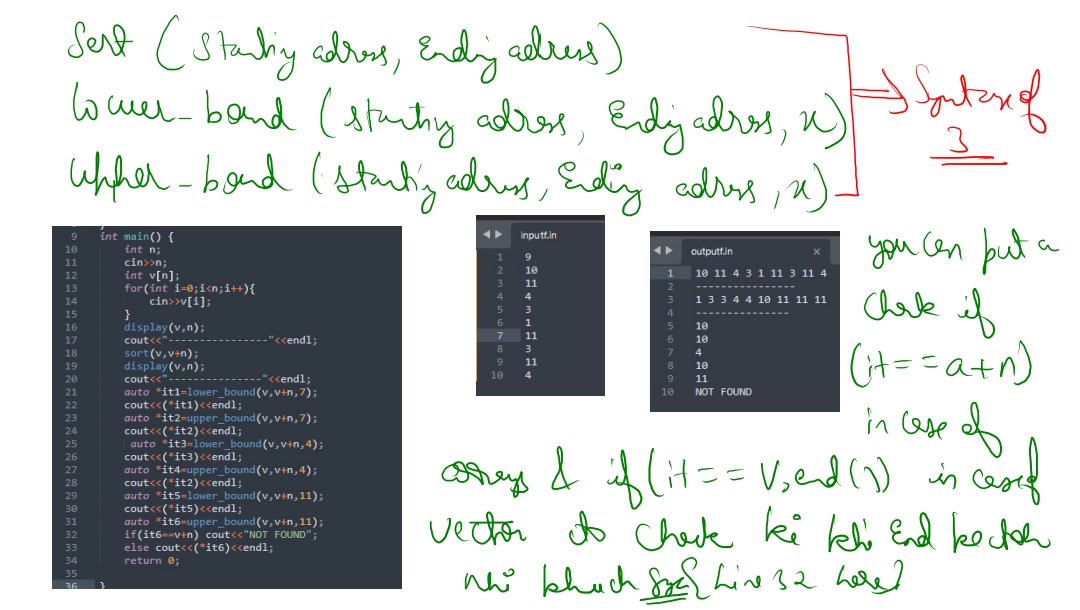 Sort (Starting adress, Ending adress)
lower_bond (starting adress, Ending adress, x)
Upper_bond (starting adress, Ending adress, x)
Syntaxe of
3
9 int main() {
10 int n;
11 cin>>n;
12 int v[n];
13 for(int i=0;i<n;i++){
14 cin>>v[i];
15 }
16 display(v,n);
17 cout<<"----------------"<<endl;
18 sort(v,v+n);
19 display(v,n);
20 cout<<"---------------"<<endl;
21 auto *it1=lower_bound(v,v+n,7);
22 cout<<(*it1)<<endl;
23 auto *it2=upper_bound(v,v+n,7);
24 cout<<(*it2)<<endl;
25 auto *it3=lower_bound(v,v+n,4);
26 cout<<(*it3)<<endl;
27 auto *it4=upper_bound(v,v+n,4);
28 cout<<(*it2)<<endl;
29 auto *it5=lower_bound(v,v+n,11);
30 cout<<(*it5)<<endl;
31 auto *it6=upper_bound(v,v+n,11);
32 if(it6==v+n) cout<<"NOT FOUND";
33 else cout<<(*it6)<<endl;
34 return 0;
35
36 }
inputf.in
1 9
2 10
3 11
4 4
5 3
6 1
7 11
8 3
9 11
10 4
outputf.in ×
1 10 11 4 3 1 11 3 11 4
2 ----------------
3 1 3 3 4 4 10 11 11 11
4 ---------------
5 10
6 10
7 4
8 10
9 11
10 NOT FOUND
you can put a
check if
(it == a+n)
in case of
arrays & if (it == v.end()) in case of
vector to check ki khi End ke
nhi {Line 32 here}